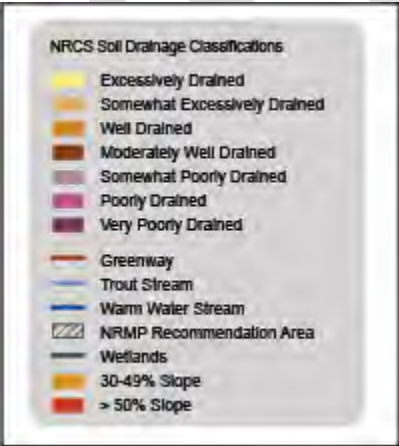 NRCS Soil Drainage Classifications
Excessively Drained
Somewhat Excessively Drained
Well Drained
Moderately Well Drained
Somewhat Poorly Drained
Poorly Drained
Very Poorly Drained
Greenway
Trout Stream
Warm Water Stream
NRMP Recommendation Area
Wetlands
30-49% Slope
> 50% Slope